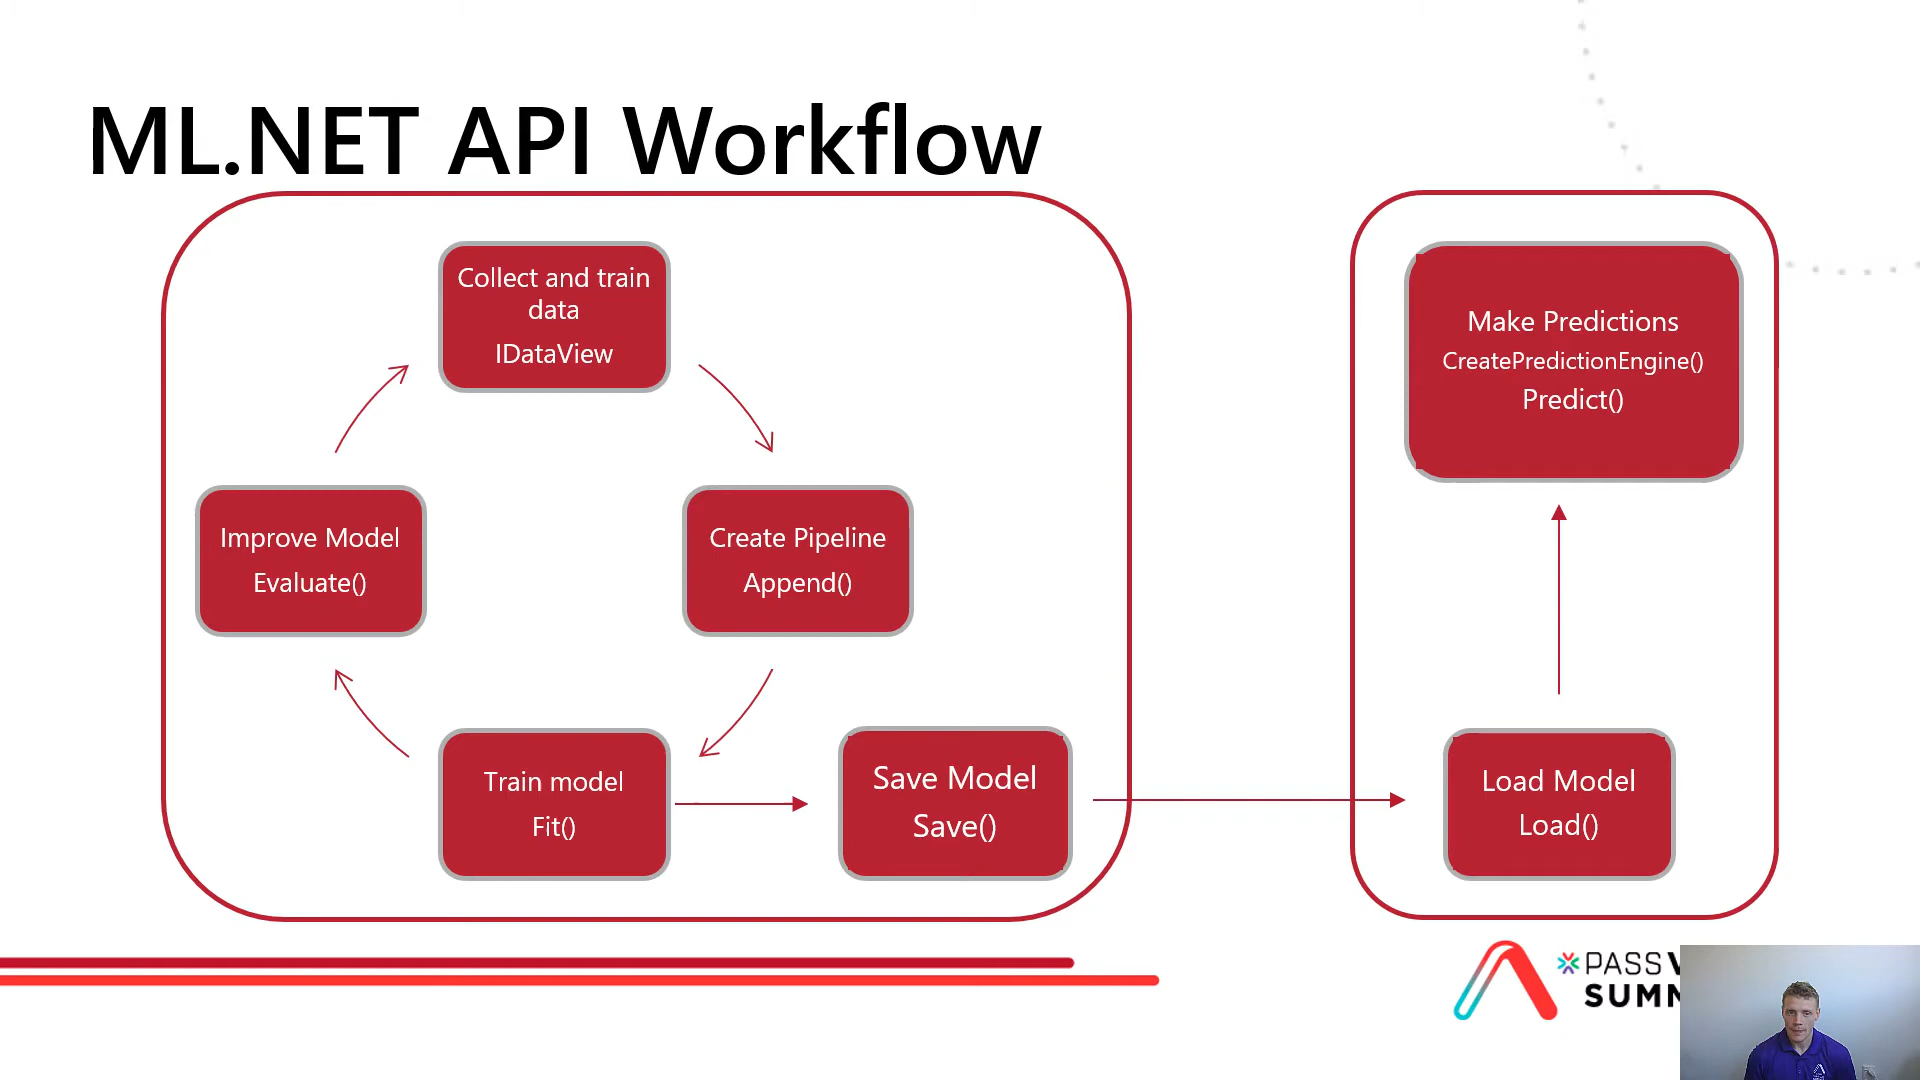 ML.NET API Workflow
Collect and train
data
IDataView
Create Pipeline
Append()
Train model
Fit()
Improve Model
Evaluate()
Save Model
Save()
Load Model
Load()
Make Predictions
CreatePredictionEngine()
Predict()
PASS